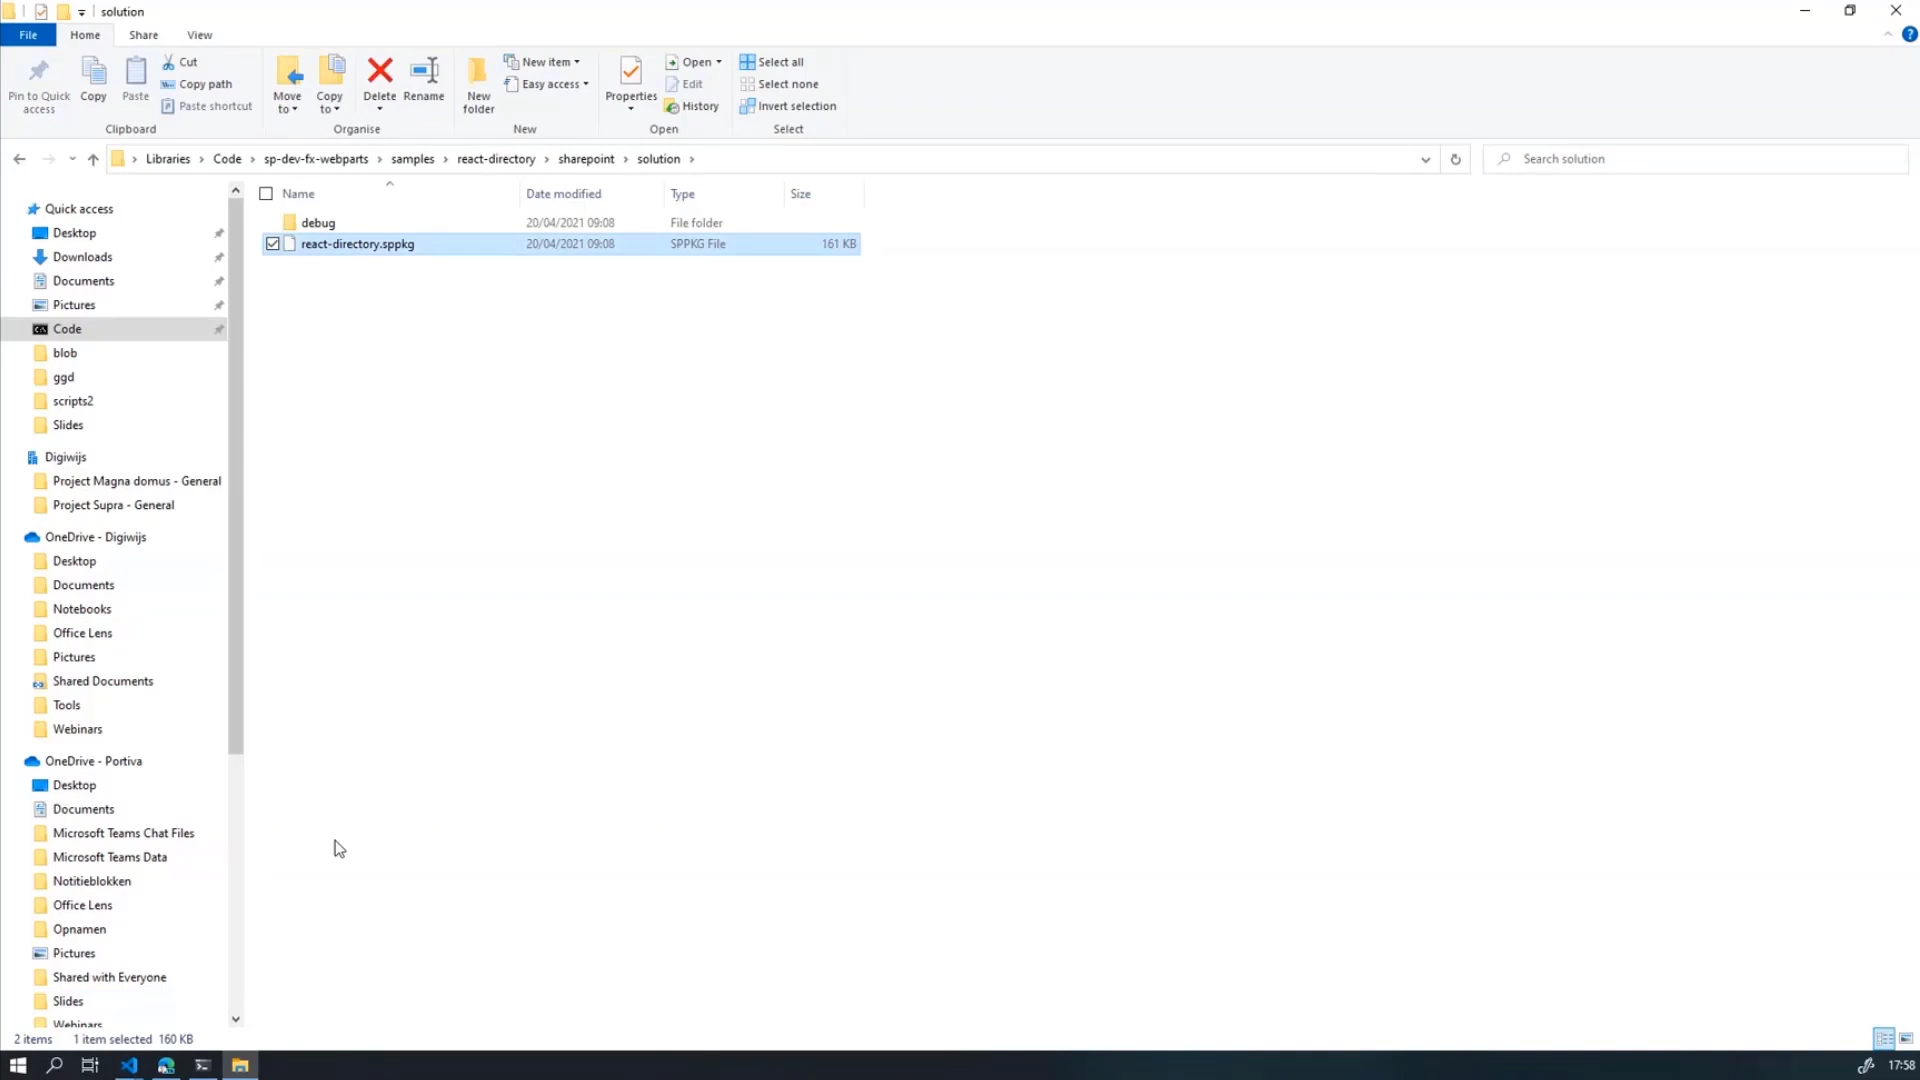 solution
File Home Share View
Pin to Quick access
Copy
Paste
Cut
Copy path
Paste shortcut
Clipboard
Move to
Copy to
Delete
Rename
Organise
New folder
New item
Easy access
New
Properties
Open
Edit
History
Open
Select all
Select none
Invert selection
Select
Libraries Code sp-dev-fx-webparts samples react-directory sharepoint solution
Search solution
Name Date modified Type Size
debug 20/04/2021 09:08 File folder
react-directory.sppkg 20/04/2021 09:08 SPPKG File 161 KB
Quick access
Desktop
Downloads
Documents
Pictures
Code
blob
ggd
scripts2
Slides
Digiwijs
Project Magna domus - General
Project Supra - General
OneDrive - Digiwijs
Desktop
Documents
Notebooks
Office Lens
Pictures
Shared Documents
Tools
Webinars
OneDrive - Portiva
Desktop
Documents
Microsoft Teams Chat Files
Microsoft Teams Data
Notitieblokken
Office Lens
Opnamen
Pictures
Shared with Everyone
Slides
Webinars
2 items 1 item selected 160 KB
17:58